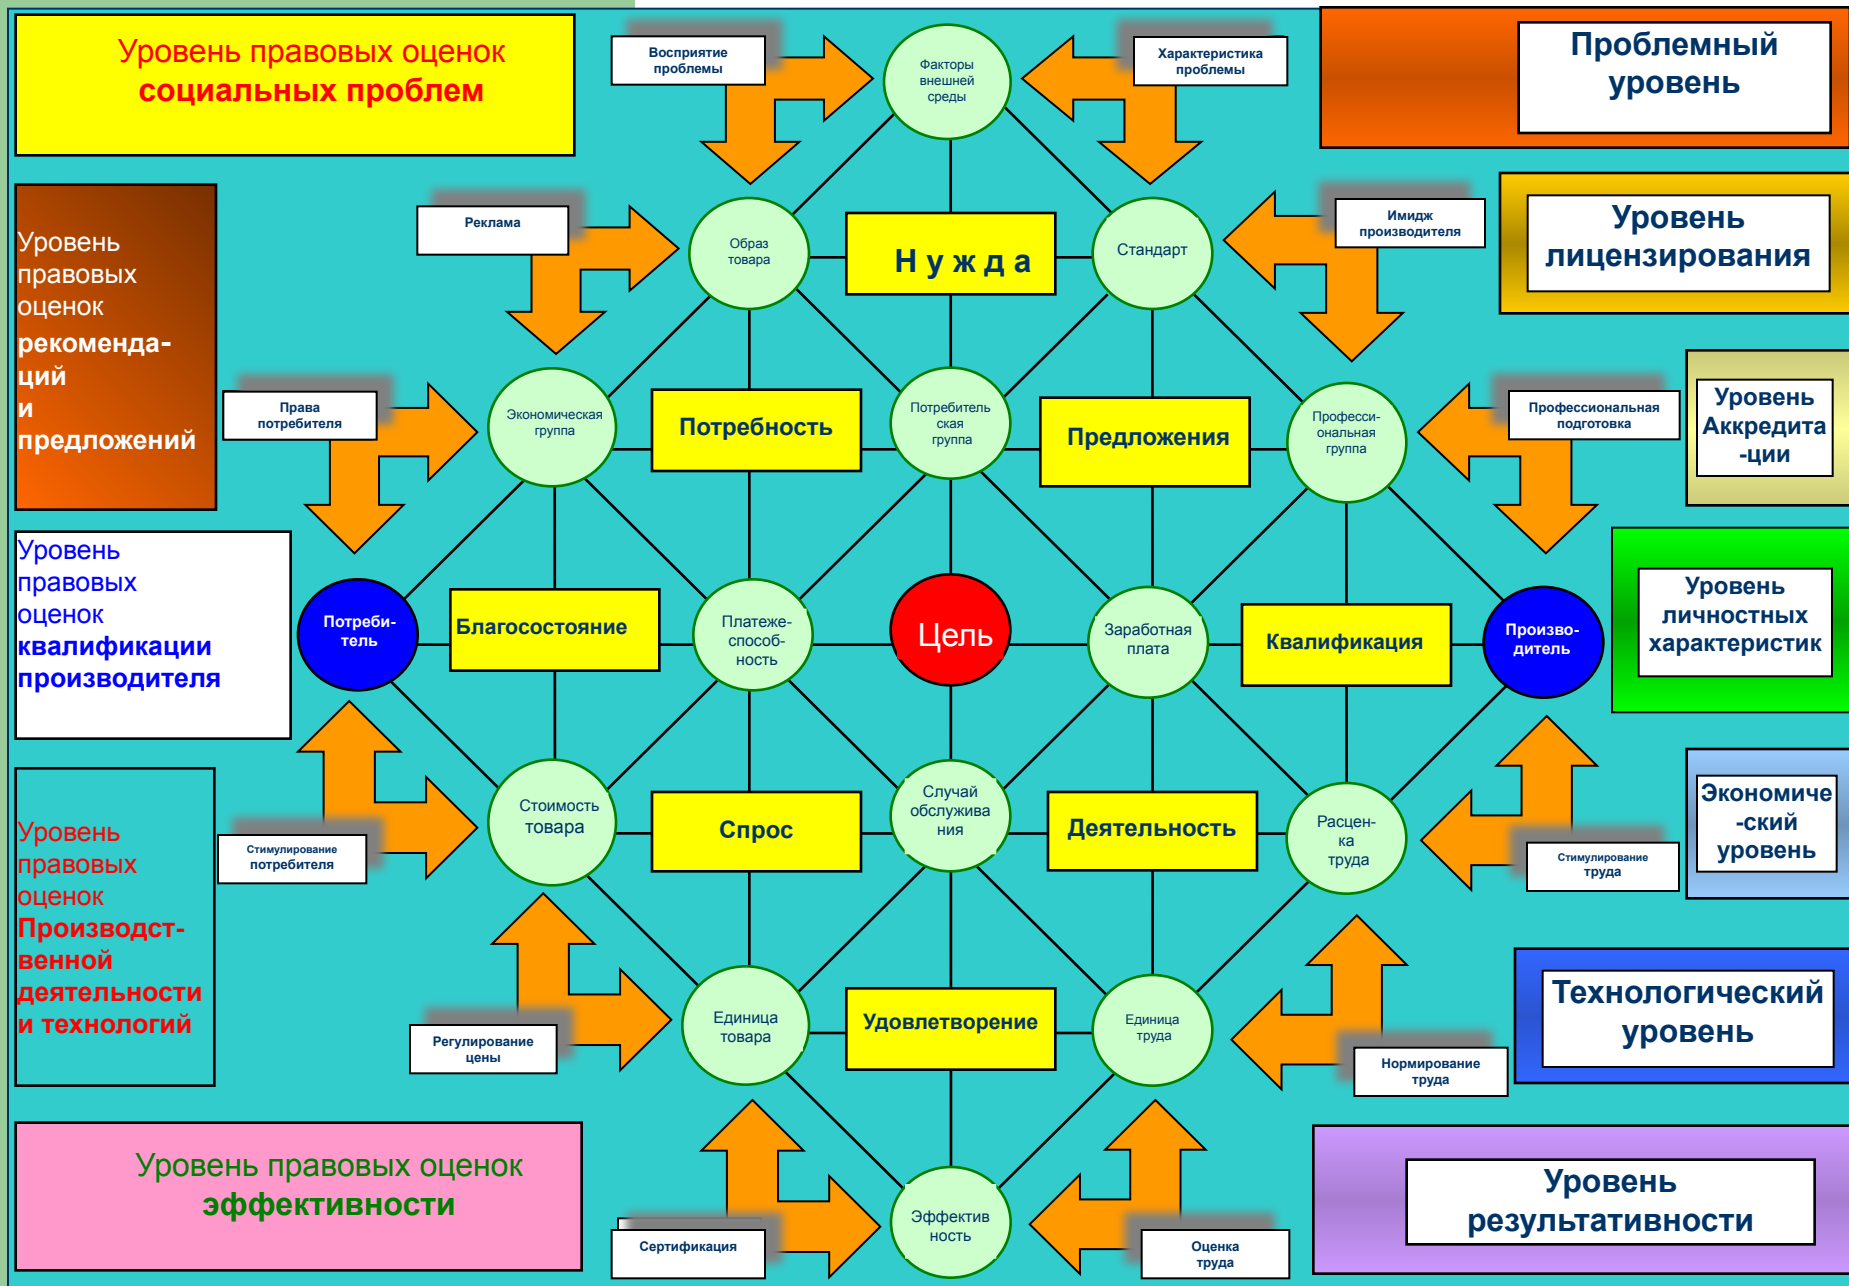 Уровень правовых оценок
социальных проблем
Восприятие
проблемы
Факторы
внешней
среды
Характеристика
проблемы
Проблемный
уровень
Уровень
правовых
оценок
рекоменда-
ций
и
предложений
Реклама
Образ
товара
Н у ж д а
Стандарт
Имидж
производителя
Уровень
лицензирования
Права
потребителя
Экономическая
группа
Потребность
Потребитель
ская
группа
Предложения
Професси-
ональная
группа
Профессиональная
подготовка
Уровень
Аккредита
-ции
Уровень
правовых
оценок
квалификации
производителя
Потреби-
тель
Благосостояние
Платеже-
способ-
ность
Цель
Заработная
плата
Квалификация
Произво-
дитель
Уровень
личностных
характеристик
Уровень
правовых
оценок
Производст-
венной
деятельности
и технологий
Стимулирование
потребителя
Стоимость
товара
Спрос
Случай
обслужива
ния
Деятельность
Расцен-
ка
труда
Стимулирование
труда
Экономиче
-ский
уровень
Регулирование
цены
Единица
товара
Удовлетворение
Единица
труда
Нормирование
труда
Технологический
уровень
Уровень правовых оценок
эффективности
Сертификация
Эффектив
ность
Оценка
труда
Уровень
результативности